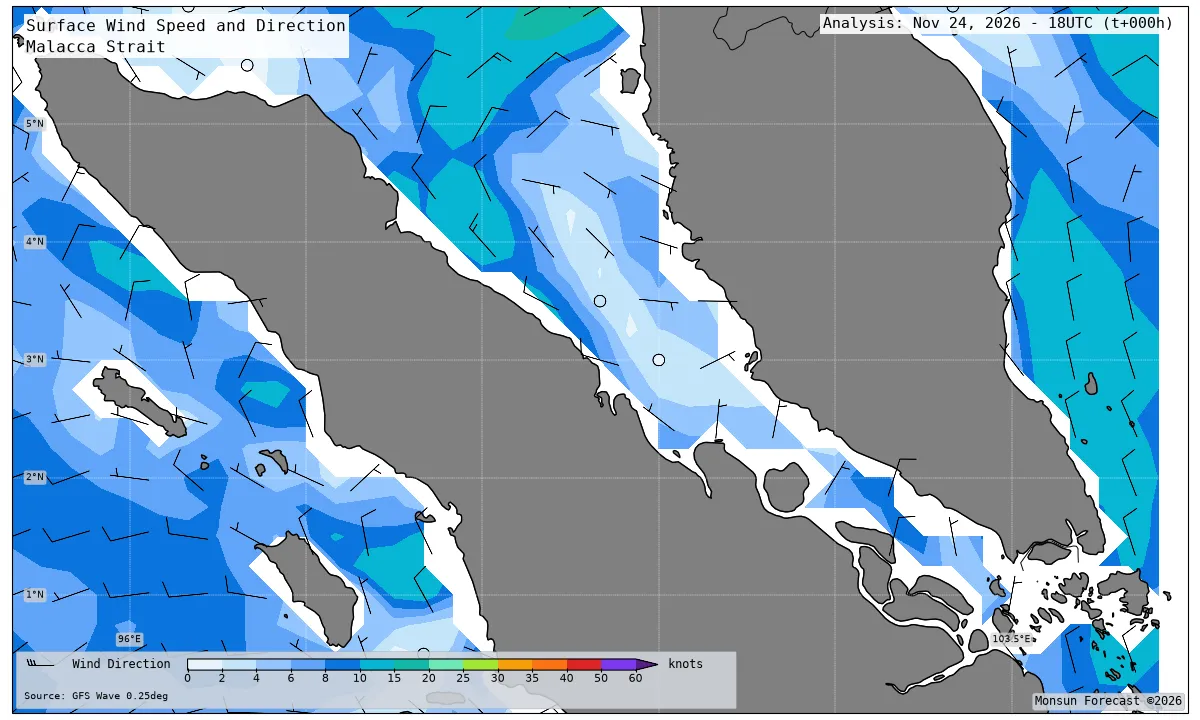 Surface Wind Speed and Direction
Malacca Strait
Analysis: Nov 24, 2026 - 18UTC (t+000h)
5°N
4°N
3°N
2°N
1°N
96°E
103.5°E
Wind Direction
knots
0 2 4 6 8 10 15 20 25 30 35 40 50 60
Source: GFS Wave 0.25deg
Monsun Forecast ©2026